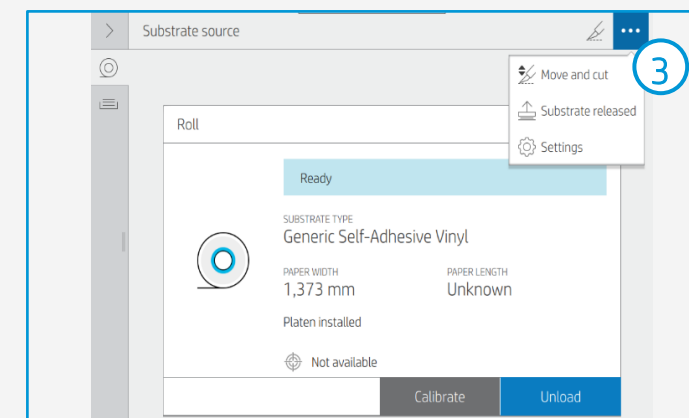 Substrate source
•••
3
Move and cut
Substrate released
Settings
Roll
Ready
SUBSTRATE TYPE
Generic Self-Adhesive Vinyl
PAPER WIDTH PAPER LENGTH
1,373 mm Unknown
Platen installed
Not available
Calibrate Unload